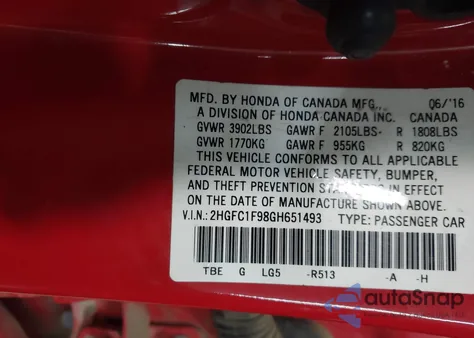 MFD. BY HONDA OF CANADA MFG., 06/'16
A DIVISION OF HONDA CANADA INC. CANADA
GVWR 3902LBS GAWR F 2105LBS- R 1808LBS
GVWR 1770KG GAWR F 955KG R 820KG
THIS VEHICLE CONFORMS TO ALL APPLICABLE
FEDERAL MOTOR VEHICLE SAFETY, BUMPER,
AND THEFT PREVENTION IN EFFECT
ON THE DATE OF MANUFACTURE SHOWN ABOVE.
V.I.N.: 2HGFC1F98GH651493 TYPE: PASSENGER CAR
TBE G LG5 -R513 -A -H
autoSnap